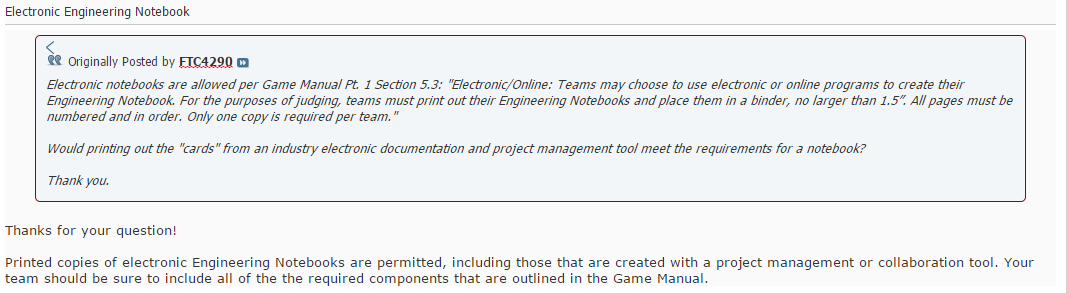 Electronic Engineering Notebook
Originally Posted by FTC4290
Electronic notebooks are allowed per Game Manual Pt. 1 Section 5.3: "Electronic/Online: Teams may choose to use electronic or online programs to create their
Engineering Notebook. For the purposes of judging, teams must print out their Engineering Notebooks and place them in a binder, no larger than 1.5”. All pages must be
numbered and in order. Only one copy is required per team."
Would printing out the "cards" from an industry electronic documentation and project management tool meet the requirements for a notebook?
Thank you.
Thanks for your question!
Printed copies of electronic Engineering Notebooks are permitted, including those that are created with a project management or collaboration tool. Your
team should be sure to include all of the the required components that are outlined in the Game Manual.